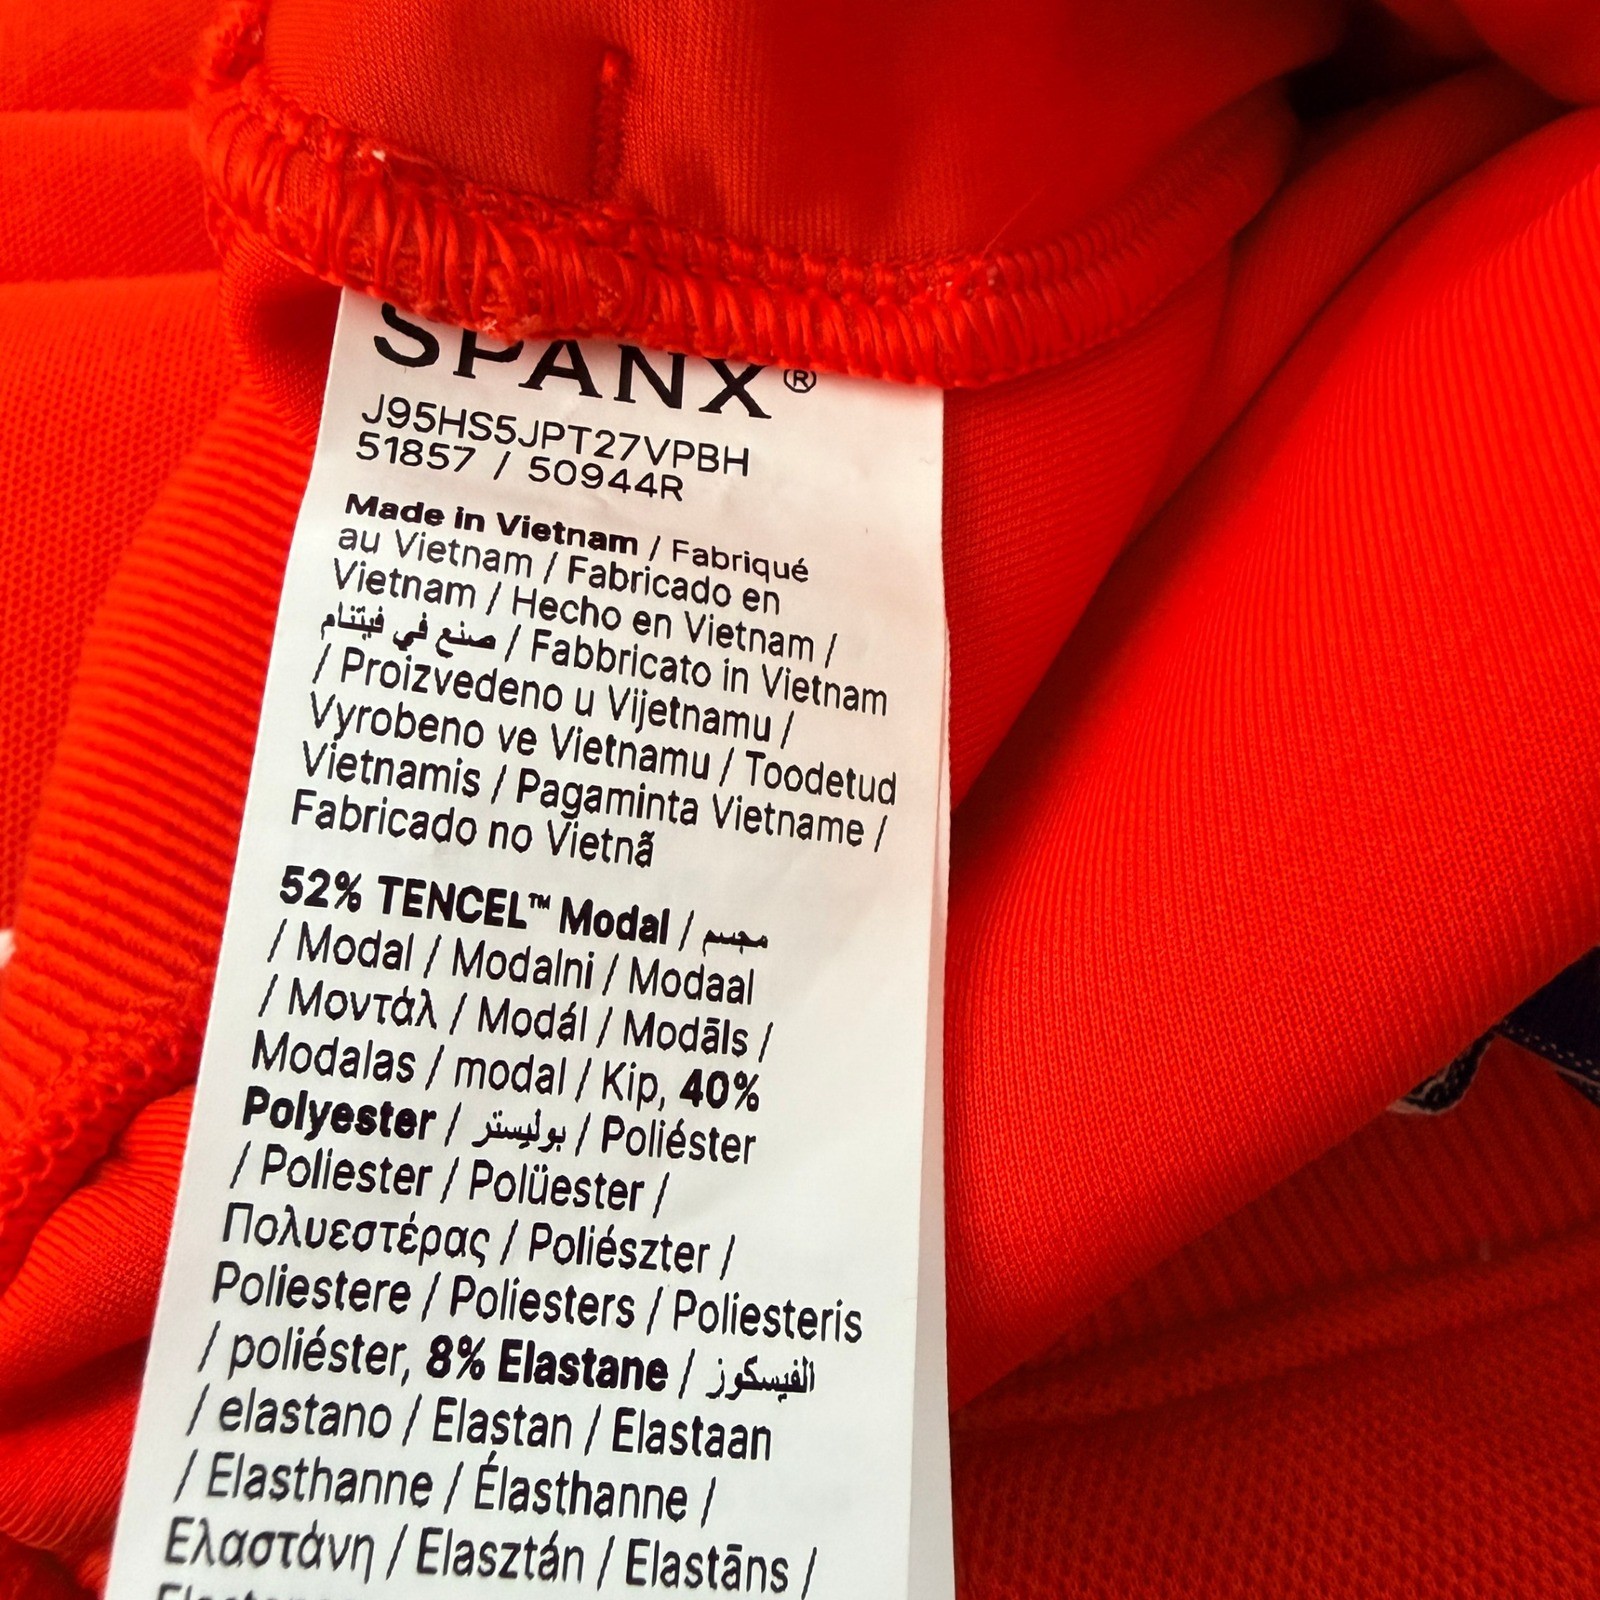 SPANX®
J95HS5JPT27VPBH
51857 / 50944R
Made in Vietnam / Fabriqué
au Vietnam / Fabricado en
Vietnam / Hecho en Vietnam /
صنع في فيتنام / Fabbricato in Vietnam
/ Proizvedeno u Vijetnamu /
Vyrobeno ve Vietnamu / Toodetud
Vietnamis / Pagaminta Vietname /
Fabricado no Vietnã
52% TENCEL™ Modal / مجسم
/ Modal / Modalni / Modaal
/ Μοντάλ / Modál / Modāls /
Modalas / modal / Kip, 40%
Polyester / بوليستر / Poliéster
/ Poliester / Polüester /
Πολυεστέρας / Poliészter /
Poliestere / Poliesters / Poliesteris
/ poliéster, 8% Elastane / الفيسكوز
/ elastano / Elastan / Elastaan
/ Elasthanne / Élasthanne /
Ελαστάνη / Elasztán / Elastāns /